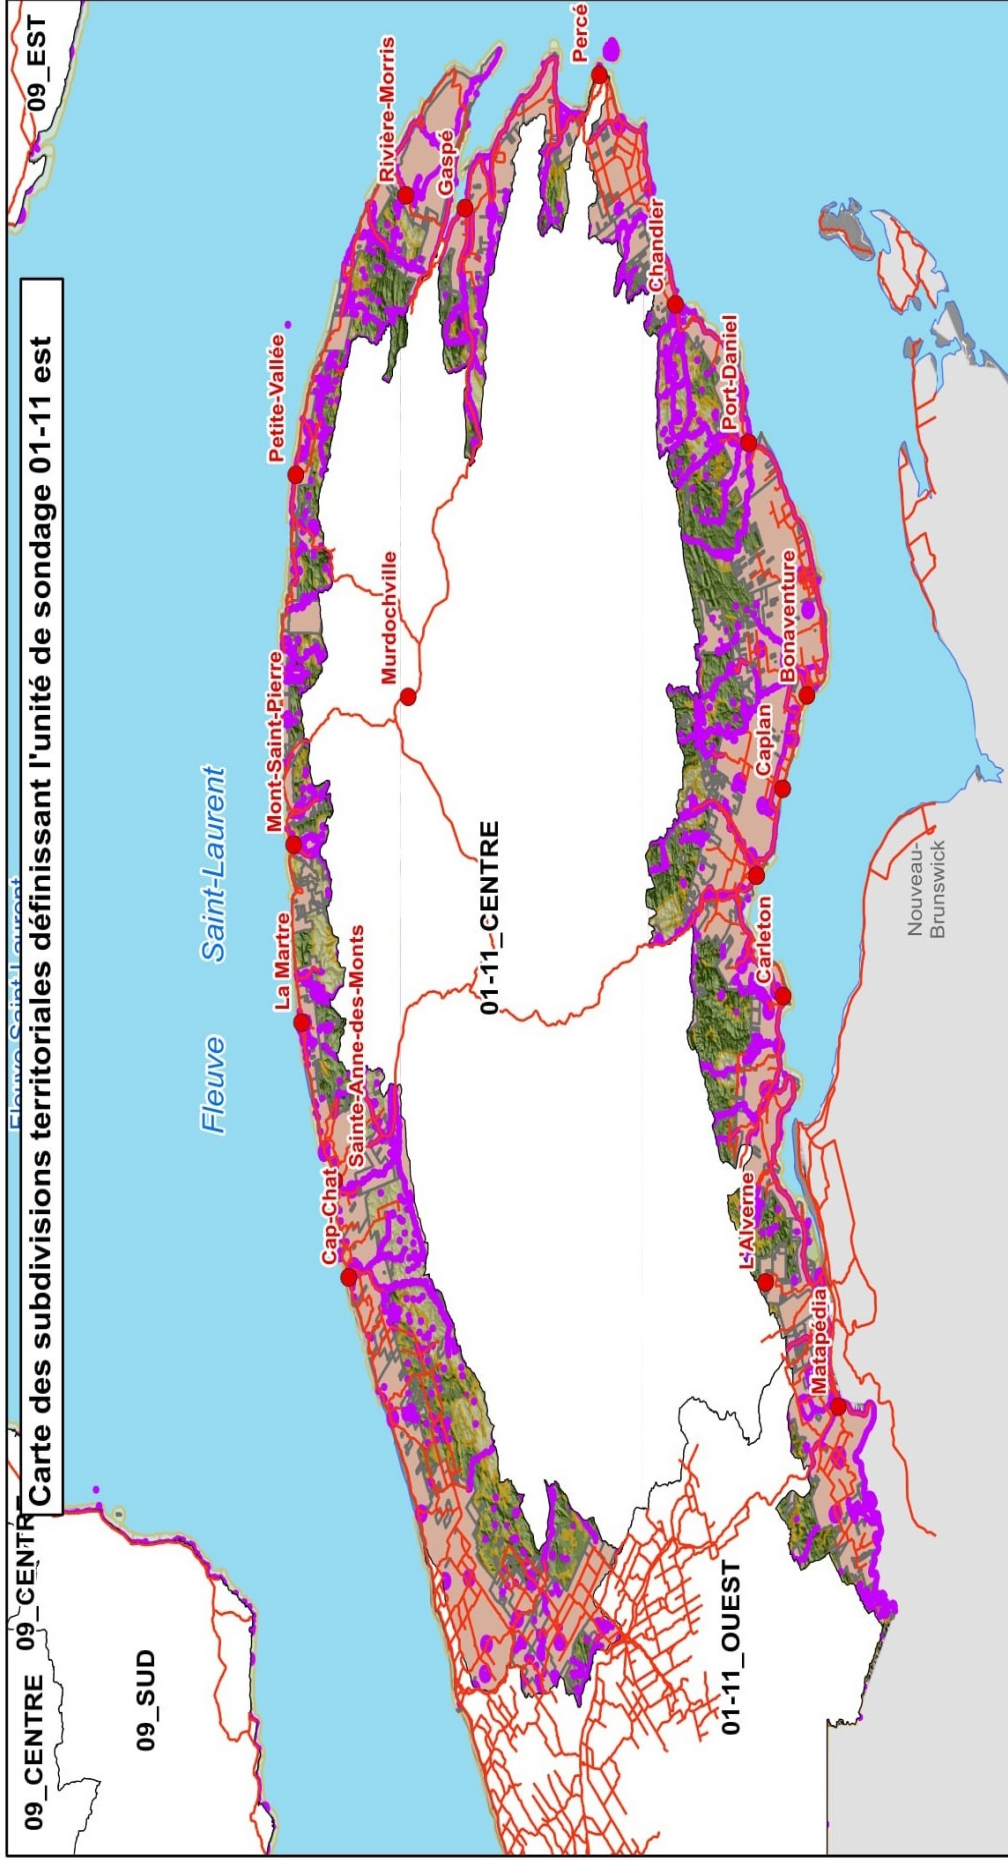 Carte des subdivisions territoriales définissant l'unité de sondage 01-11 est
09_CENTRE
09_CENTRE
09_EST
09_SUD
Fleuve Saint-Laurent
Fleuve Saint-Laurent
Cap-Chat
Sainte-Anne-des-Monts
La Martre
Mont-Saint-Pierre
Petite-Vallée
Rivière-Morris
Gaspé
Percé
Murdochville
Chandler
Port-Daniel
01-11_CENTRE
Bonaventure
Caplan
Carleton
L'Alverne
Matapédia
01-11_OUEST
Nouveau-
Brunswick